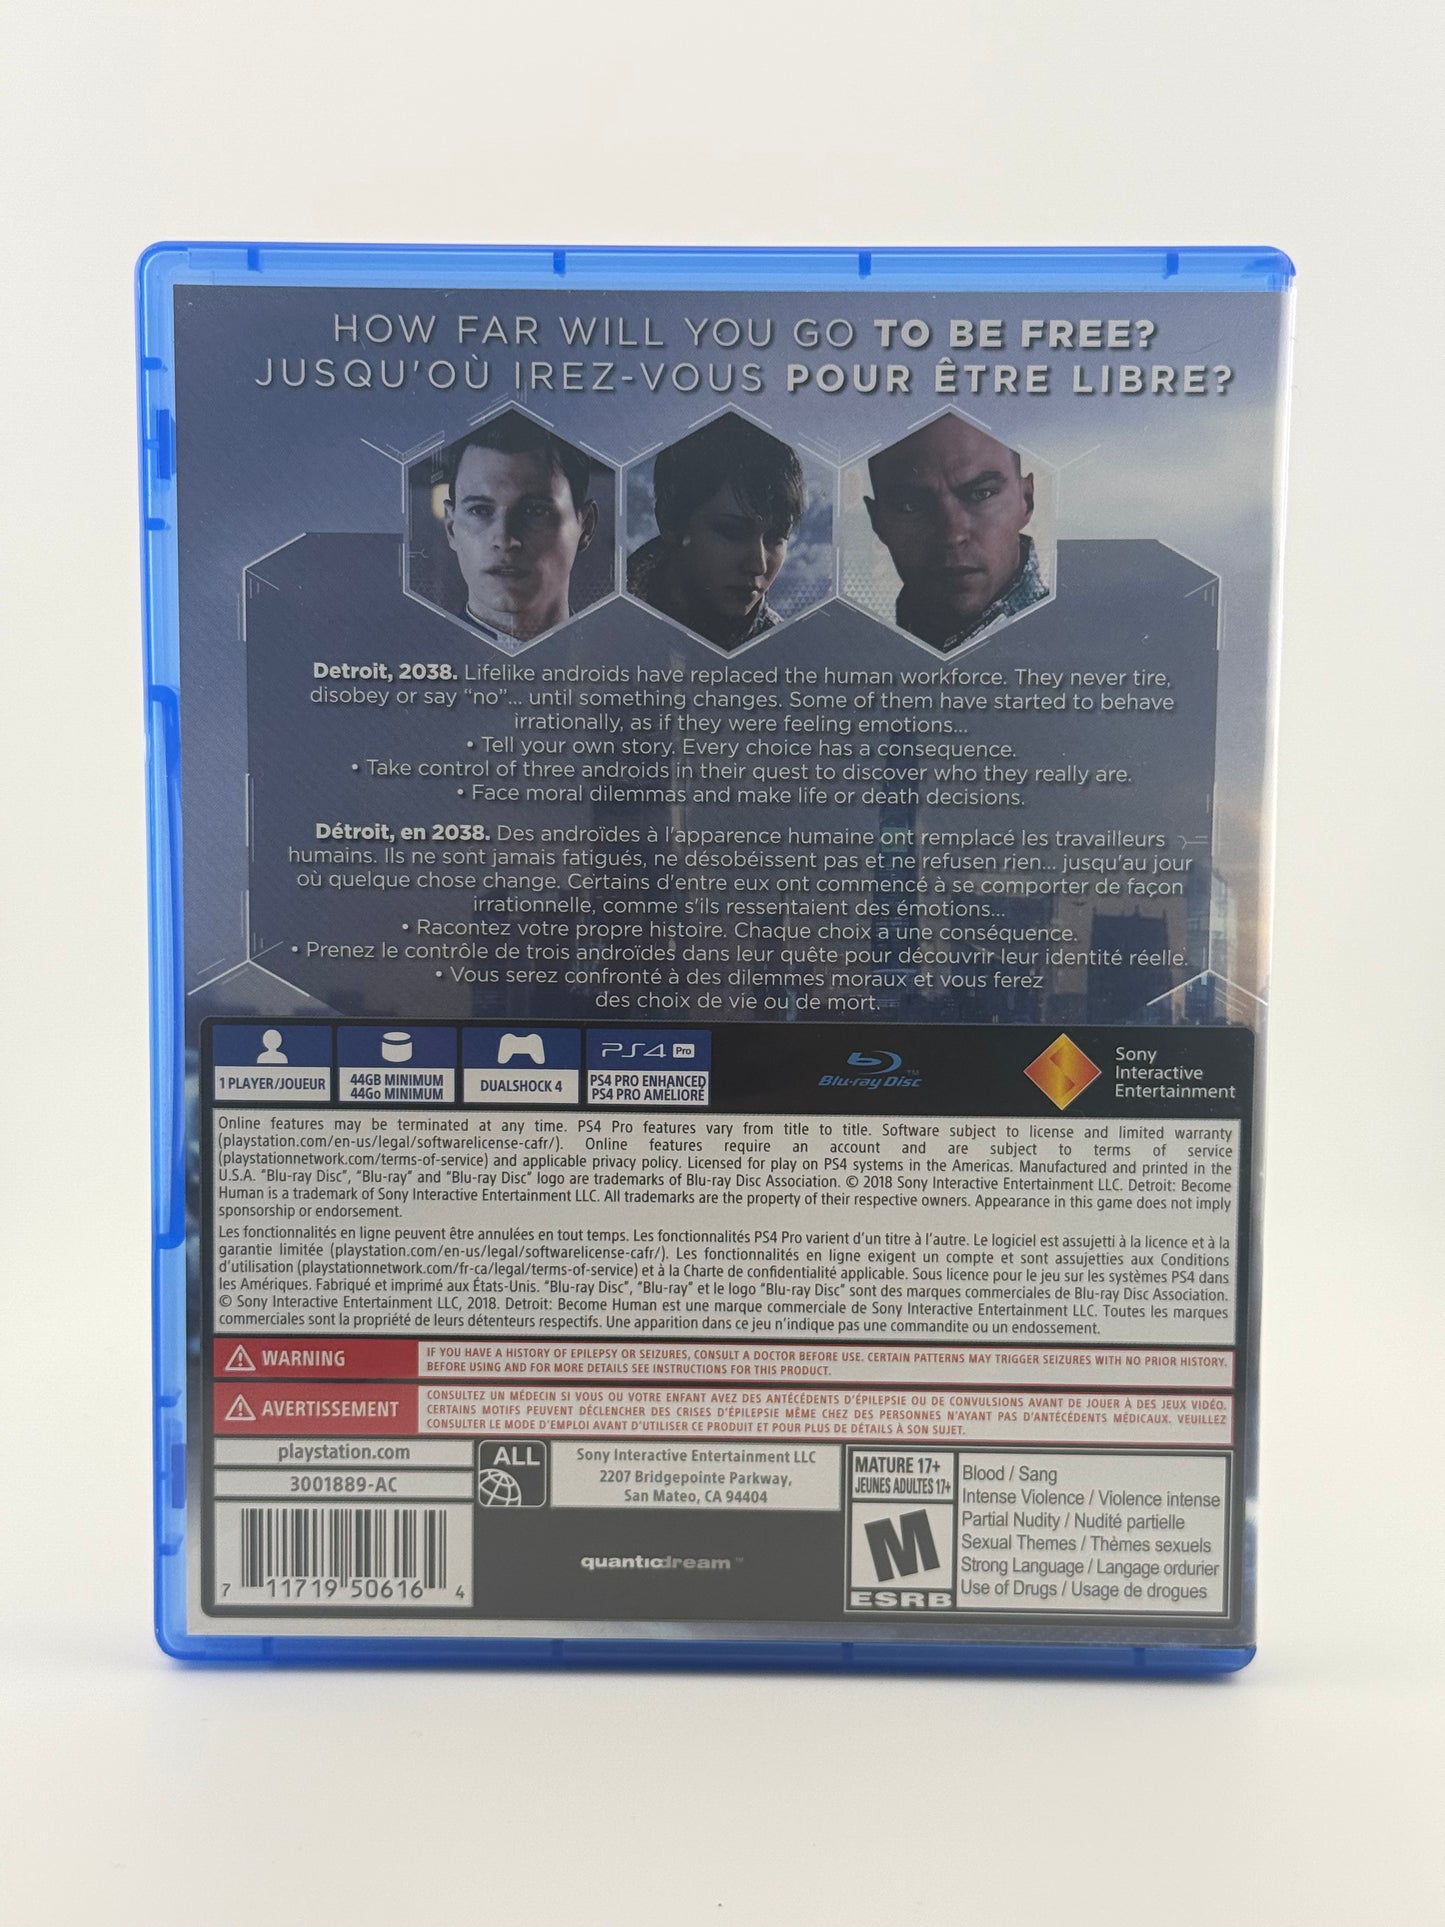 HOW FAR WILL YOU GO TO BE FREE?
JUSQU'OÙ IREZ-VOUS POUR ÊTRE LIBRE?
Detroit, 2038. Lifelike androids have replaced the human workforce. They never tire,
disobey or say “no”... until something changes. Some of them have started to behave
irrationally, as if they were feeling emotions...
• Tell your own story. Every choice has a consequence.
• Take control of three androids in their quest to discover who they really are.
• Face moral dilemmas and make life or death decisions.
Détroit, en 2038. Des androïdes à l'apparence humaine ont remplacé les travailleurs
humains. Ils ne sont jamais fatigués, ne désobéissent pas et ne refusen rien... jusqu'au jour
où quelque chose change. Certains d'entre eux ont commencé à se comporter de façon
irrationnelle, comme s'ils ressentaient des émotions...
• Racontez votre propre histoire. Chaque choix a une conséquence.
• Prenez le contrôle de trois androïdes dans leur quête pour découvrir leur identité réelle.
• Vous serez confronté à des dilemmes moraux et vous ferez
des choix de vie ou de mort.
1 PLAYER/JOUEUR
44GB MINIMUM
44Go MINIMUM
DUALSHOCK 4
PS4 Pro
PS4 PRO ENHANCED
PS4 PRO AMÉLIORÉ
Blu-ray Disc™
Sony
Interactive
Entertainment
Online features may be terminated at any time. PS4 Pro features vary from title to title. Software subject to license and limited warranty
(playstation.com/en-us/legal/softwarelicense-cafr/). Online features require an account and are subject to terms of service
(playstationnetwork.com/terms-of-service) and applicable privacy policy. Licensed for play on PS4 systems in the Americas. Manufactured and printed in the
U.S.A. “Blu-ray Disc”, “Blu-ray” and “Blu-ray Disc” logo are trademarks of Blu-ray Disc Association. © 2018 Sony Interactive Entertainment LLC. Detroit: Become
Human is a trademark of Sony Interactive Entertainment LLC. All trademarks are the property of their respective owners. Appearance in this game does not imply
sponsorship or endorsement.
Les fonctionnalités en ligne peuvent être annulées en tout temps. Les fonctionnalités PS4 Pro varient d’un titre à l’autre. Le logiciel est assujetti à la licence et à la
garantie limitée (playstation.com/en-us/legal/softwarelicense-cafr/). Les fonctionnalités en ligne exigent un compte et sont assujetties aux Conditions
d’utilisation (playstationnetwork.com/fr-ca/legal/terms-of-service) et à la Charte de confidentialité applicable. Sous licence pour le jeu sur les systèmes PS4 dans
les Amériques. Fabriqué et imprimé aux États-Unis. “Blu-ray Disc”, “Blu-ray” et le logo “Blu-ray Disc” sont des marques commerciales de Blu-ray Disc Association.
© Sony Interactive Entertainment LLC, 2018. Detroit: Become Human est une marque commerciale de Sony Interactive Entertainment LLC. Toutes les marques
commerciales sont la propriété de leurs détenteurs respectifs. Une apparition dans ce jeu n’indique pas une commandite ou un endossement.
WARNING
IF YOU HAVE A HISTORY OF EPILEPSY OR SEIZURES, CONSULT A DOCTOR BEFORE USE. CERTAIN PATTERNS MAY TRIGGER SEIZURES WITH NO PRIOR HISTORY.
BEFORE USING AND FOR MORE DETAILS SEE INSTRUCTIONS FOR THIS PRODUCT.
AVERTISSEMENT
CONSULTEZ UN MÉDECIN SI VOUS OU VOTRE ENFANT AVEZ DES ANTÉCÉDENTS D’ÉPILEPSIE OU DE CONVULSIONS AVANT DE JOUER À DES JEUX VIDÉO.
CERTAINS MOTIFS PEUVENT DÉCLENCHER DES CRISES D’ÉPILEPSIE MÊME CHEZ DES PERSONNES N’AYANT PAS D’ANTÉCÉDENTS MÉDICAUX. VEUILLEZ
CONSULTER LE MODE D’EMPLOI AVANT D’UTILISER CE PRODUIT ET POUR PLUS DE DÉTAILS À SON SUJET.
playstation.com
3001889-AC
7 11719 50616 4
ALL
Sony Interactive Entertainment LLC
2207 Bridgepointe Parkway,
San Mateo, CA 94404
quanticdream™
MATURE 17+
JEUNES ADULTES 17+
M
ESRB
Blood / Sang
Intense Violence / Violence intense
Partial Nudity / Nudité partielle
Sexual Themes / Thèmes sexuels
Strong Language / Langage ordurier
Use of Drugs / Usage de drogues